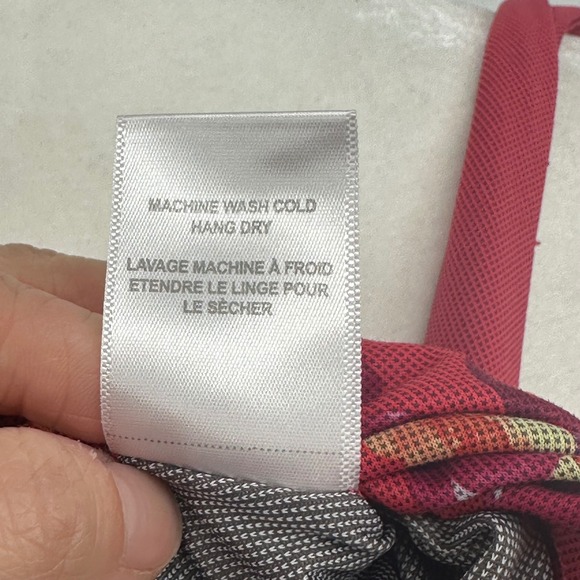 MACHINE WASH COLD
HANG DRY
LAVAGE MACHINE À FROID
ETENDRE LE LINGE POUR
LE SÈCHER